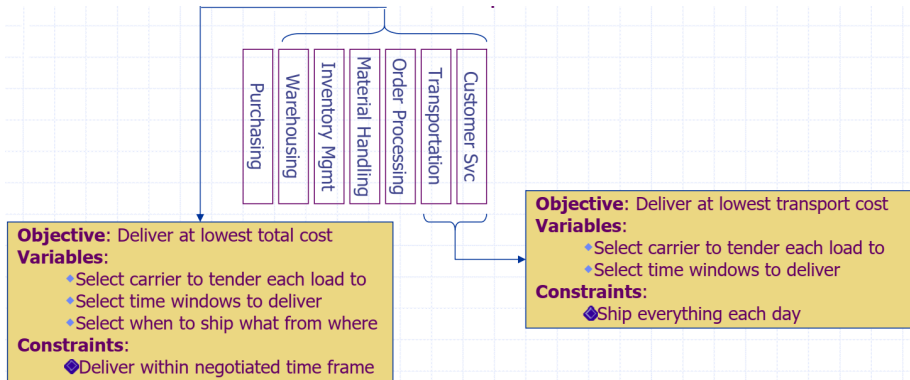 Purchasing
Warehousing
Inventory Mgmt
Material Handling
Order Processing
Transportation
Customer Svc
Objective: Deliver at lowest total cost
Variables:
Select carrier to tender each load to
Select time windows to deliver
Select when to ship what from where
Constraints:
Deliver within negotiated time frame
Objective: Deliver at lowest transport cost
Variables:
Select carrier to tender each load to
Select time windows to deliver
Constraints:
Ship everything each day